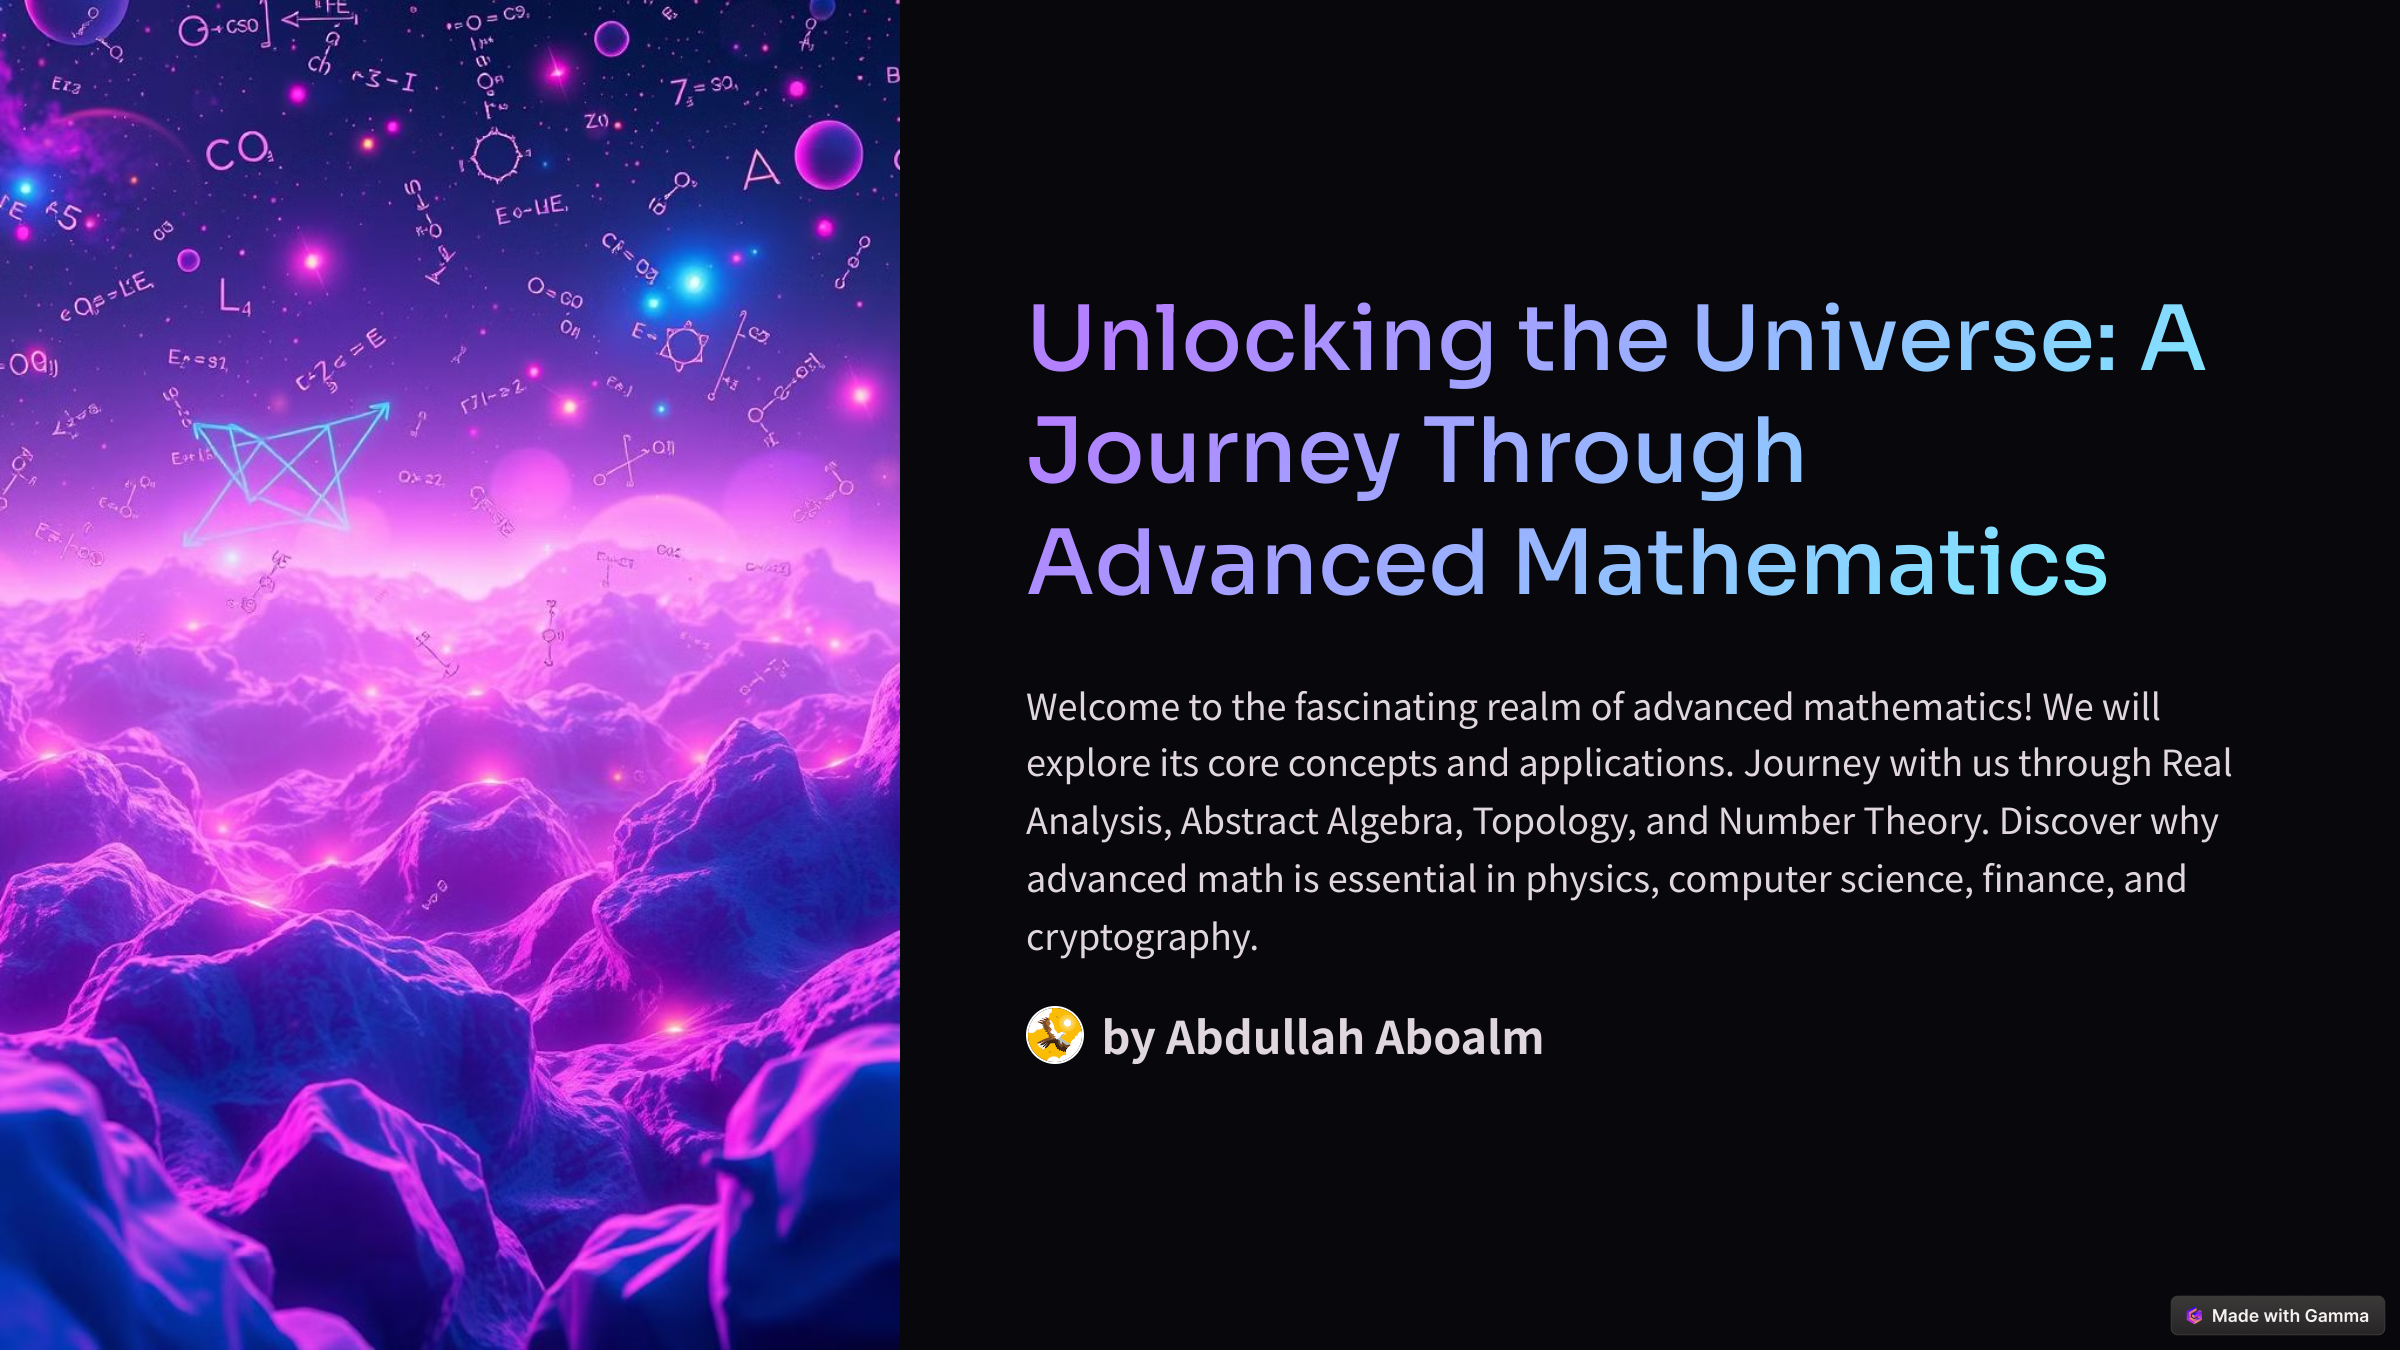 Unlocking the Universe: A
Journey Through
Advanced Mathematics
Welcome to the fascinating realm of advanced mathematics! We will
explore its core concepts and applications. Journey with us through Real
Analysis, Abstract Algebra, Topology, and Number Theory. Discover why
advanced math is essential in physics, computer science, finance, and
cryptography.
by Abdullah Aboalm
Made with Gamma